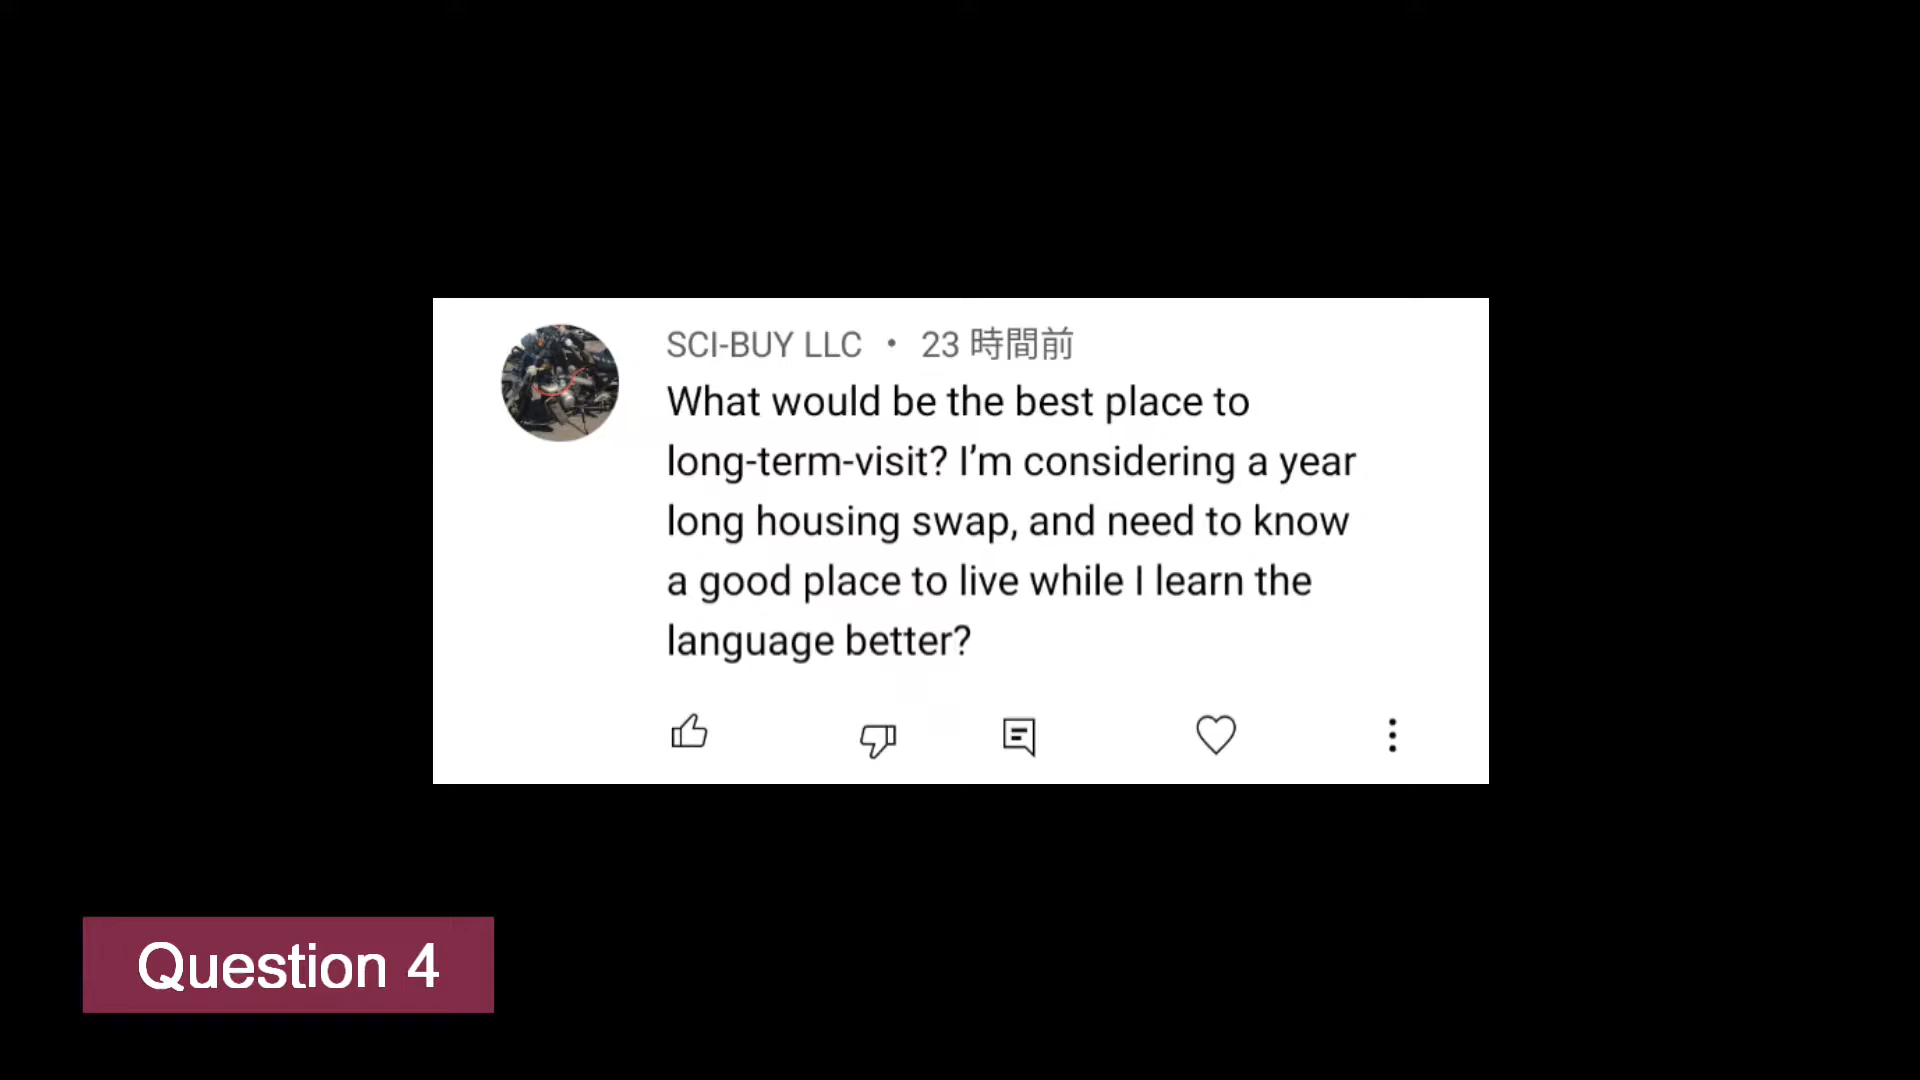 SCI-BUY LLC • 23 時間前
What would be the best place to
long-term-visit? I’m considering a year
long housing swap, and need to know
a good place to live while I learn the
language better?
Question 4